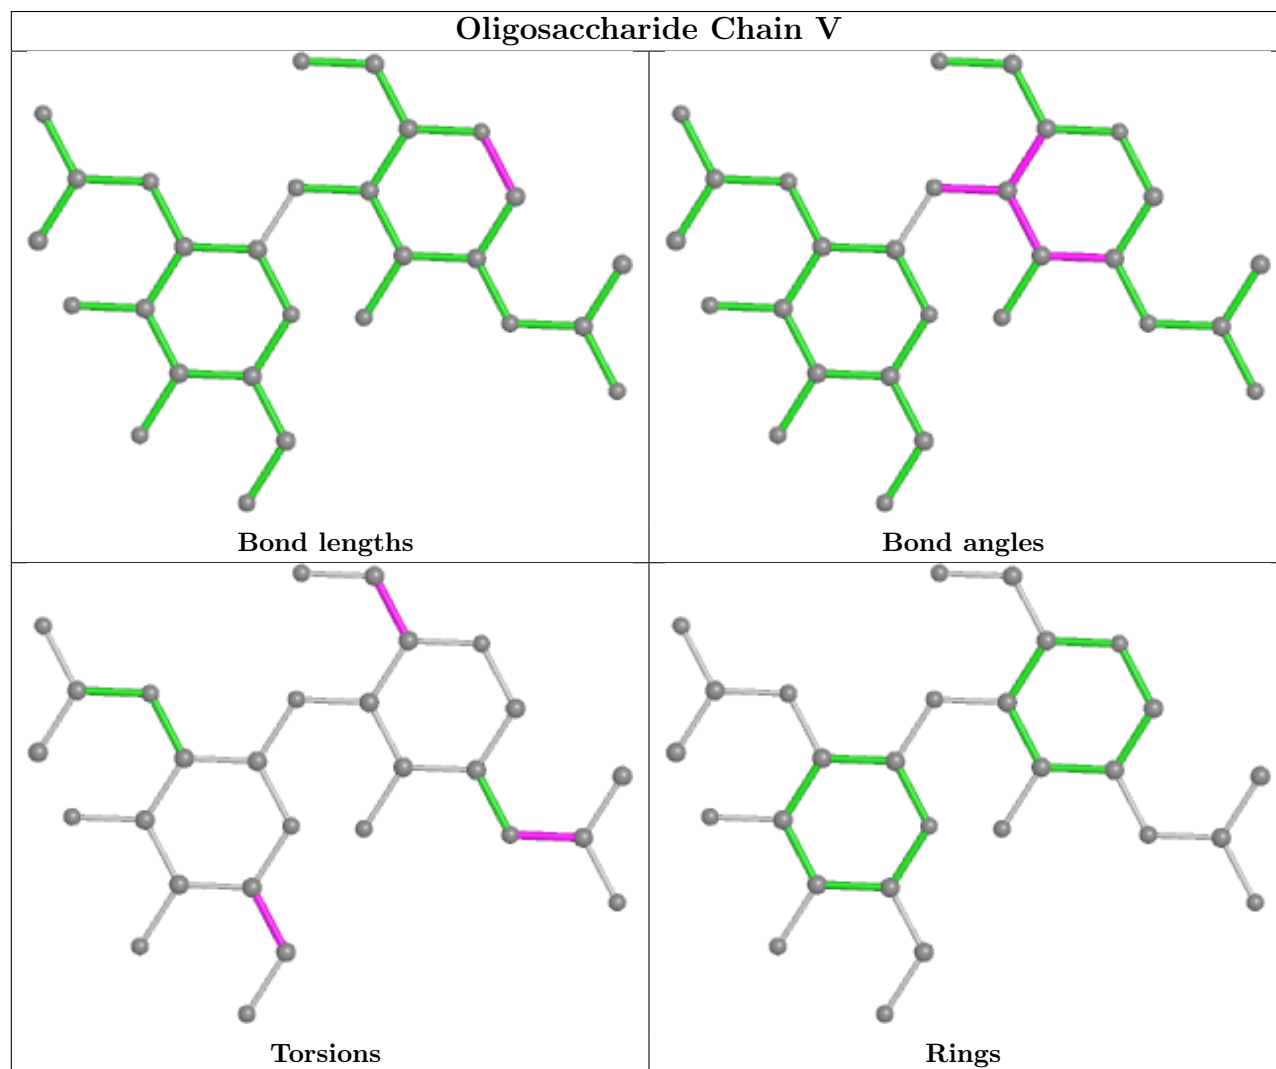 Oligosaccharide Chain V
Bond lengths
Bond angles
Torsions
Rings